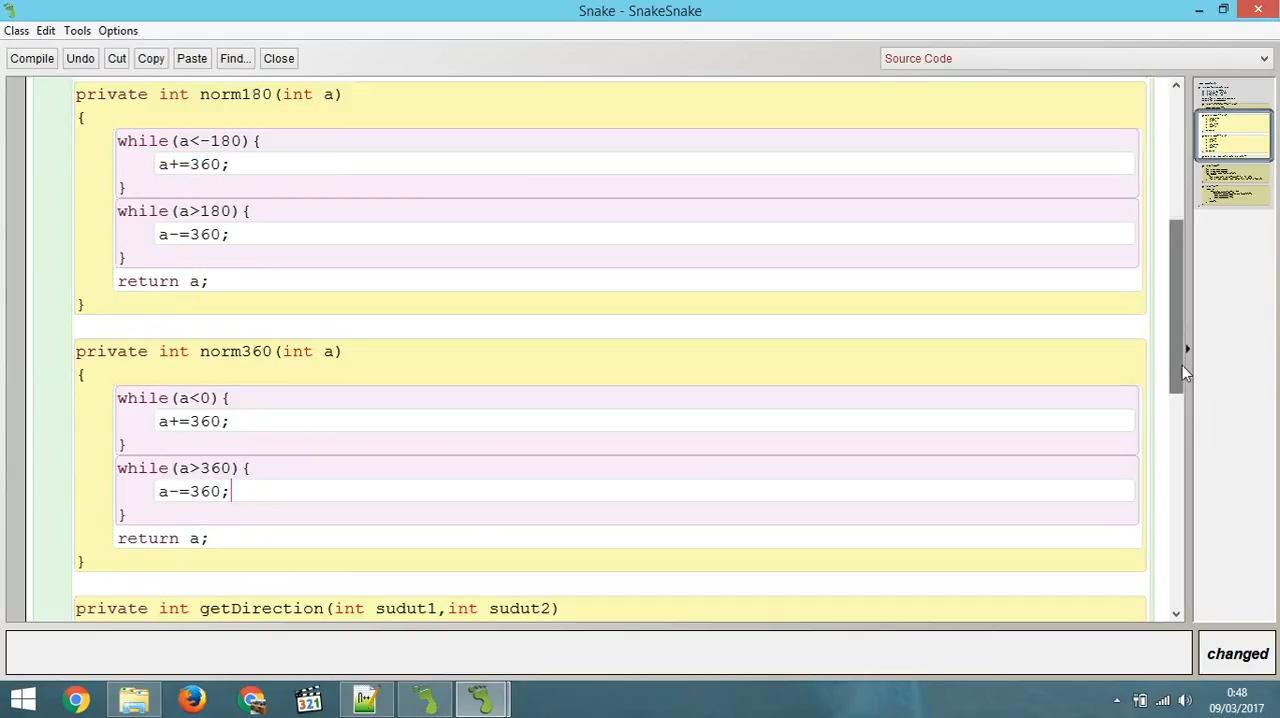 Snake - SnakeSnake
Class Edit Tools Options
Compile Undo Cut Copy Paste Find... Close Source Code
private int norm180(int a)
{
while(a<-180){
a+=360;
}
while(a>180){
a-=360;
}
return a;
}
private int norm360(int a)
{
while(a<0){
a+=360;
}
while(a>360){
a-=360;
}
return a;
}
private int getDirection(int sudut1,int sudut2)
changed
321
0:48
09/03/2017